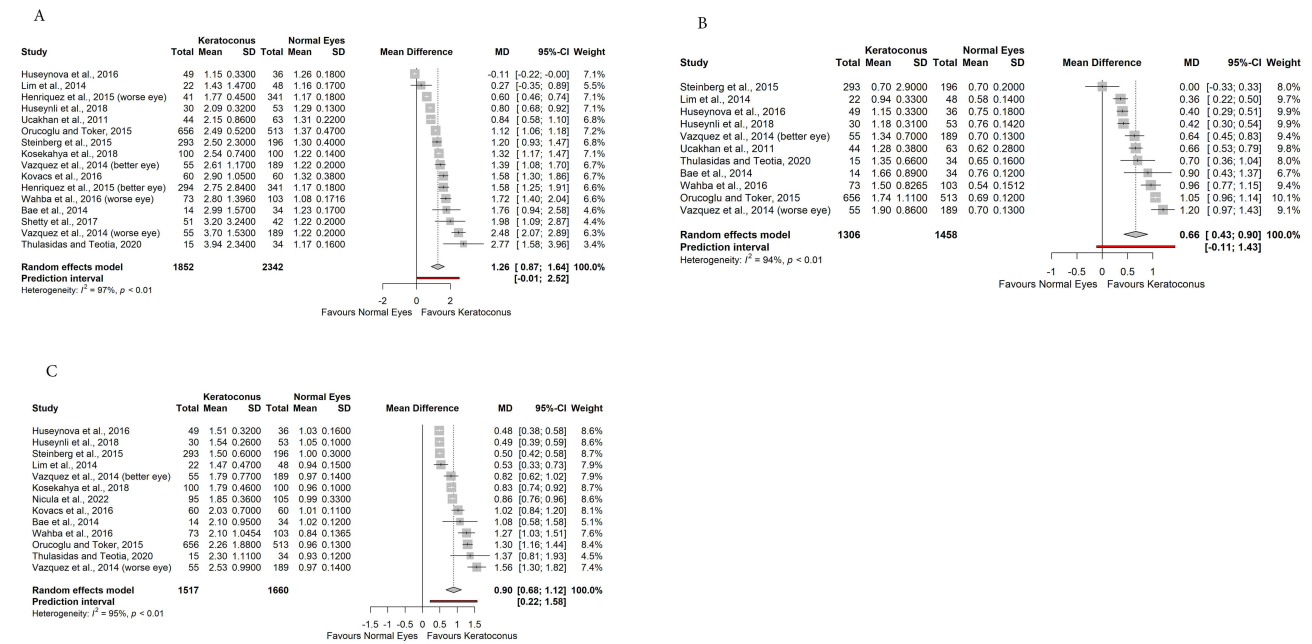 A
Keratoconus Normal Eyes
Study Total Mean SD Total Mean SD Mean Difference MD 95%-CI Weight
Huseynova et al., 2016 49 1.15 0.3300 36 1.26 0.1800 -0.11 [-0.22; -0.00] 7.1%
Lim et al., 2014 22 1.43 1.4700 48 1.16 0.1700 0.27 [-0.35; 0.89] 5.5%
Henriquez et al., 2015 (worse eye) 41 1.77 0.4500 341 1.17 0.1800 0.60 [0.46; 0.74] 7.1%
Huseynli et al., 2018 30 2.09 0.3200 53 1.29 0.1300 0.80 [0.68; 0.92] 7.1%
Ucakhan et al., 2011 44 2.15 0.8600 63 1.31 0.2200 0.84 [0.58; 1.10] 6.9%
Orucoglu and Toker, 2015 656 2.49 0.5200 513 1.37 0.4700 1.12 [1.06; 1.18] 7.2%
Steinberg et al., 2015 293 2.50 2.3000 196 1.30 0.4000 1.20 [0.93; 1.47] 6.9%
Kosekahya et al., 2018 100 2.54 0.7400 100 1.22 0.1400 1.32 [1.17; 1.47] 7.1%
Vazquez et al., 2014 (better eye) 55 2.61 1.1700 189 1.22 0.2000 1.39 [1.08; 1.70] 6.8%
Kovacs et al., 2016 60 2.90 1.0500 60 1.32 0.3800 1.58 [1.30; 1.86] 6.9%
Henriquez et al., 2015 (better eye) 294 2.75 2.8400 341 1.17 0.1800 1.58 [1.25; 1.91] 6.7%
Wahba et al., 2016 (worse eye) 73 2.80 1.3960 103 1.08 0.1716 1.72 [1.40; 2.04] 6.8%
Bae et al., 2014 14 2.99 1.5700 34 1.23 0.1700 1.76 [0.94; 2.58] 4.8%
Shetty et al., 2017 51 3.20 3.2400 42 1.22 0.2000 1.98 [1.09; 2.87] 4.5%
Vazquez et al., 2014 (worse eye) 55 3.70 1.5300 189 1.22 0.2000 2.48 [2.07; 2.89] 6.4%
Thulasidas and Teotia, 2020 15 3.94 2.3400 34 1.17 0.1600 2.77 [1.58; 3.96] 3.4%
Random effects model 1852 2342 1.26 [0.87; 1.64] 100.0%
Prediction interval [-0.01; 2.52]
Heterogeneity: I² = 97%, p < 0.01
-2 0 2
Favours Normal Eyes Favours Keratoconus
B
Keratoconus Normal Eyes
Study Total Mean SD Total Mean SD Mean Difference MD 95%-CI Weight
Steinberg et al., 2015 293 0.70 2.9000 196 0.70 0.2000 0.00 [-0.33; 0.33] 8.0%
Lim et al., 2014 22 0.94 0.3300 48 0.58 0.1400 0.36 [0.22; 0.50] 9.7%
Huseynova et al., 2016 49 1.15 0.3300 36 0.75 0.1800 0.40 [0.29; 0.51] 9.9%
Huseynli et al., 2018 30 1.18 0.3100 53 0.76 0.1420 0.42 [0.30; 0.54] 9.9%
Vazquez et al., 2014 (better eye) 55 1.34 0.7000 189 0.70 0.1300 0.64 [0.45; 0.83] 9.4%
Ucakhan et al., 2011 44 1.28 0.3800 63 0.62 0.2800 0.66 [0.53; 0.79] 9.8%
Thulasidas and Teotia, 2020 15 1.35 0.6600 34 0.65 0.1600 0.70 [0.36; 1.04] 7.9%
Bae et al., 2014 14 1.66 0.8900 34 0.76 0.1200 0.90 [0.43; 1.37] 6.7%
Wahba et al., 2016 73 1.50 0.8265 103 0.54 0.1512 0.96 [0.77; 1.15] 9.4%
Orucoglu and Toker, 2015 656 1.74 1.1100 513 0.69 0.1200 1.05 [0.96; 1.14] 10.1%
Vazquez et al., 2014 (worse eye) 55 1.90 0.8600 189 0.70 0.1300 1.20 [0.97; 1.43] 9.1%
Random effects model 1306 1458 0.66 [ 0.43; 0.90] 100.0%
Prediction interval [-0.11; 1.43]
Heterogeneity: I² = 94%, p < 0.01
-1 0 0.5 1
Favours Normal Eyes Favours Keratoconus
C
Keratoconus Normal Eyes
Study Total Mean SD Total Mean SD Mean Difference MD 95%-CI Weight
Huseynova et al., 2016 49 1.51 0.3200 36 1.03 0.1600 0.48 [0.38; 0.58] 8.6%
Huseynli et al., 2018 30 1.54 0.2600 53 1.05 0.1000 0.49 [0.39; 0.59] 8.6%
Steinberg et al., 2015 293 1.50 0.6000 196 1.00 0.3000 0.50 [0.42; 0.58] 8.7%
Lim et al., 2014 22 1.47 0.4700 48 0.94 0.1500 0.53 [0.33; 0.73] 7.9%
Vazquez et al., 2014 (better eye) 55 1.79 0.7700 189 0.97 0.1400 0.82 [0.62; 1.02] 7.9%
Kosekahya et al., 2018 100 1.79 0.4600 100 0.96 0.1000 0.83 [0.74; 0.92] 8.6%
Nicula et al., 2022 95 1.85 0.3600 105 0.99 0.3300 0.86 [0.76; 0.96] 8.6%
Kovacs et al., 2016 60 2.03 0.7000 60 1.01 0.1100 1.02 [0.84; 1.20] 8.1%
Bae et al., 2014 14 2.10 0.9500 34 1.02 0.1200 1.08 [0.58; 1.58] 5.1%
Wahba et al., 2016 73 2.10 1.0454 103 0.84 0.1365 1.27 [1.03; 1.51] 7.6%
Orucoglu and Toker, 2015 656 2.26 1.8800 513 0.96 0.1300 1.30 [1.16; 1.44] 8.4%
Thulasidas and Teotia, 2020 15 2.30 1.1100 34 0.93 0.1200 1.37 [0.81; 1.93] 4.5%
Vazquez et al., 2014 (worse eye) 55 2.53 0.9900 189 0.97 0.1400 1.56 [1.30; 1.82] 7.4%
Random effects model 1517 1660 0.90 [0.68; 1.12] 100.0%
Prediction interval [0.22; 1.58]
Heterogeneity: I² = 95%, p < 0.01
-1.5 -1 0 0.5 1 1.5
Favours Normal Eyes Favours Keratoconus